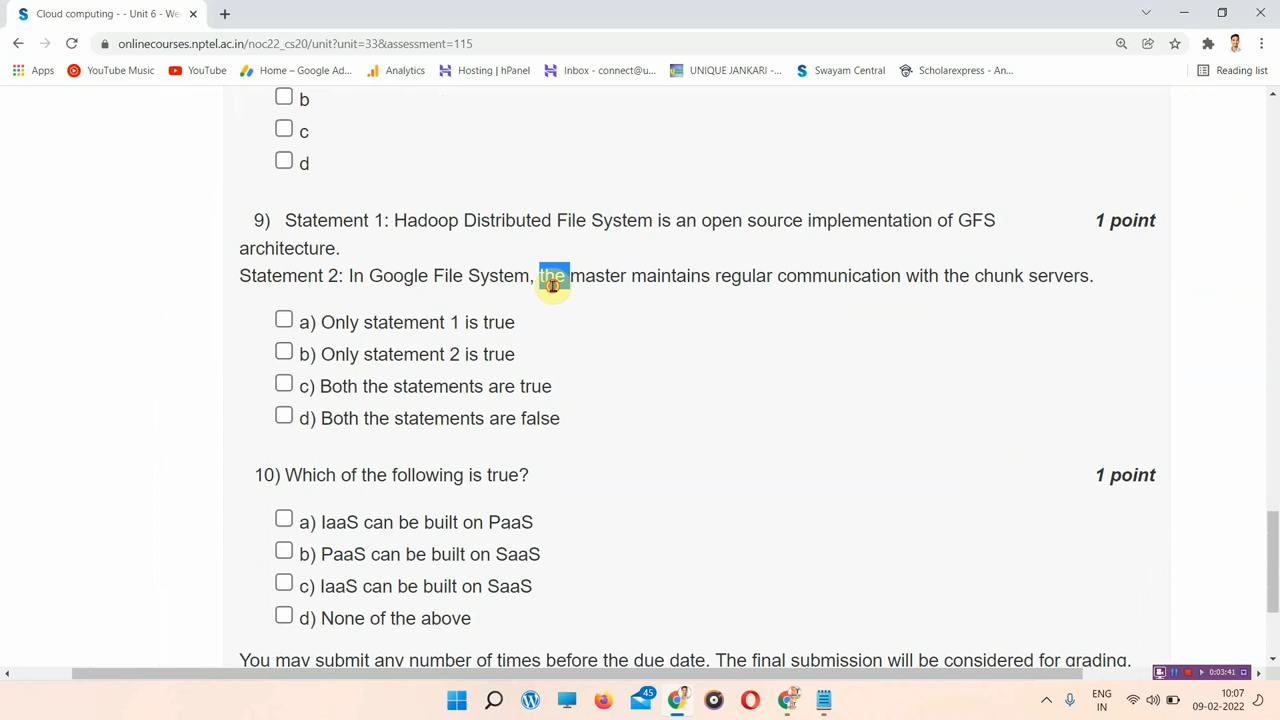 Cloud computing - - Unit 6 - We
onlinecourses.nptel.ac.in/noc22_cs20/unit?unit=33&assessment=115
Apps YouTube Music YouTube Home – Google Ad... Analytics Hosting | hPanel Inbox - connect@u... UNIQUE JANKARI -... Swayam Central Scholarexpress - An... Reading list
b
c
d
9) Statement 1: Hadoop Distributed File System is an open source implementation of GFS 1 point
architecture.
Statement 2: In Google File System, the master maintains regular communication with the chunk servers.
a) Only statement 1 is true
b) Only statement 2 is true
c) Both the statements are true
d) Both the statements are false
10) Which of the following is true? 1 point
a) IaaS can be built on PaaS
b) PaaS can be built on SaaS
c) IaaS can be built on SaaS
d) None of the above
You may submit any number of times before the due date. The final submission will be considered for grading.
0:03:41
45
ENG
IN
10:07
09-02-2022